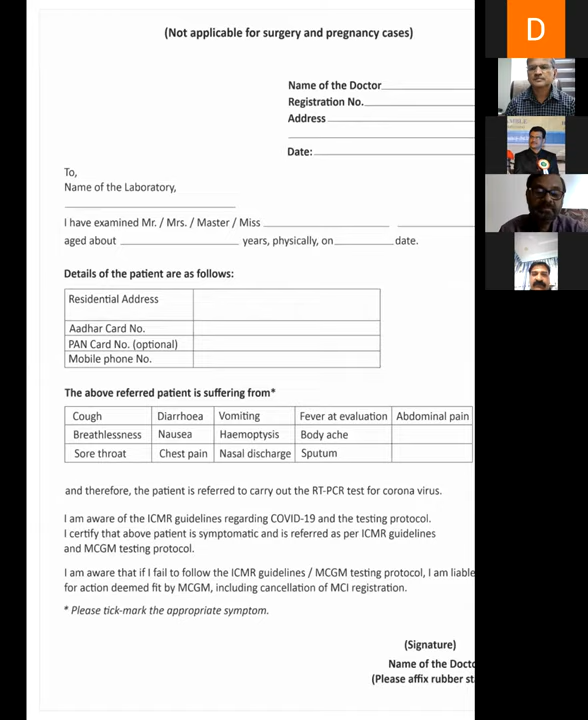 (Not applicable for surgery and pregnancy cases)
Name of the Doctor
Registration No.
Address
Date:
To,
Name of the Laboratory,
I have examined Mr. / Mrs. / Master / Miss
aged about years, physically, on date.
Details of the patient are as follows:
Residential Address
Aadhar Card No.
PAN Card No. (optional)
Mobile phone No.
The above referred patient is suffering from*
Cough Diarrhoea Vomiting Fever at evaluation Abdominal pain
Breathlessness Nausea Haemoptysis Body ache
Sore throat Chest pain Nasal discharge Sputum
and therefore, the patient is referred to carry out the RT-PCR test for corona virus.
I am aware of the ICMR guidelines regarding COVID-19 and the testing protocol.
I certify that above patient is symptomatic and is referred as per ICMR guidelines
and MCGM testing protocol.
I am aware that if I fail to follow the ICMR guidelines / MCGM testing protocol, I am liable
for action deemed fit by MCGM, including cancellation of MCI registration.
* Please tick-mark the appropriate symptom.
(Signature)
Name of the Docto
(Please affix rubber st
D